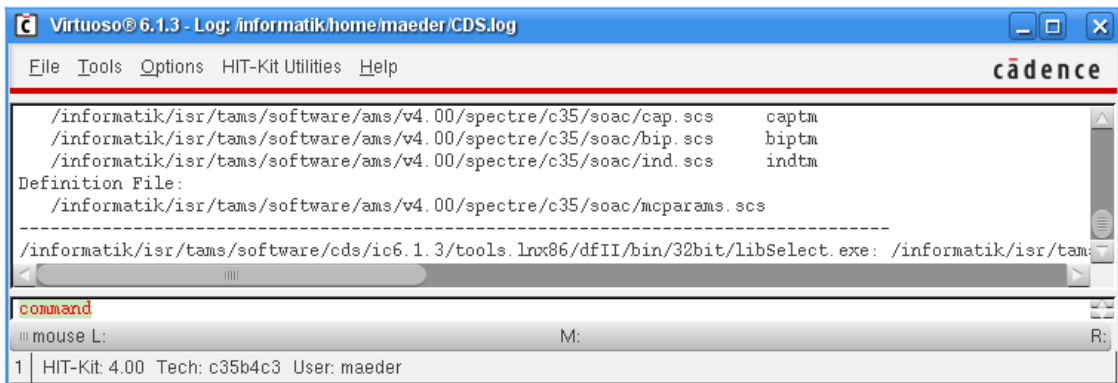 Virtuoso® 6.1.3 - Log: /informatik/home/maeder/CDS.log
File Tools Options HIT-Kit Utilities Help cādence
/informatik/isr/tams/software/ams/v4.00/spectre/c35/soac/cap.scs captm
/informatik/isr/tams/software/ams/v4.00/spectre/c35/soac/bip.scs biptm
/informatik/isr/tams/software/ams/v4.00/spectre/c35/soac/ind.scs indtm
Definition File:
/informatik/isr/tams/software/ams/v4.00/spectre/c35/soac/mcparams.scs
--------------------------------------------------------------------------------
/informatik/isr/tams/software/cds/ic6.1.3/tools.lnx86/dfII/bin/32bit/libSelect.exe: /informatik/isr/tam
command
mouse L: M: R:
1 HIT-Kit: 4.00 Tech: c35b4c3 User: maeder